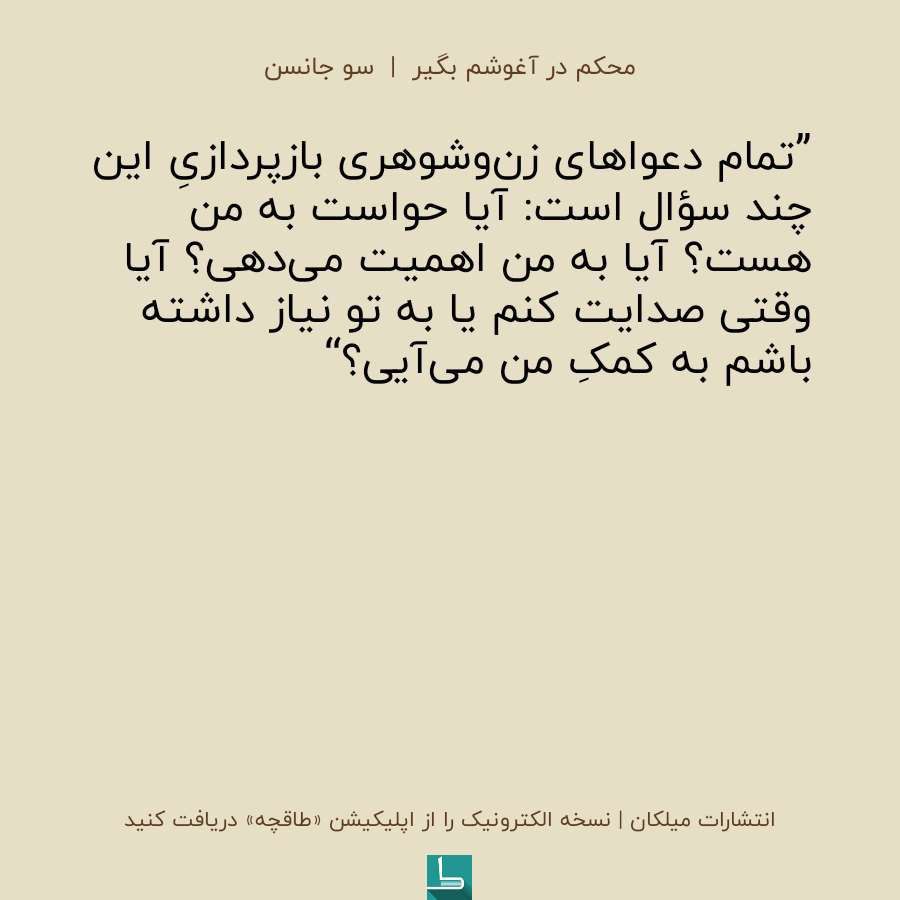 محکم در آغوشم بگیر | سو جانسن
”تمام دعواهای زن‌وشوهری بازپردازیِ این
چند سؤال است: آیا حواست به من
هست؟ آیا به من اهمیت می‌دهی؟ آیا
وقتی صدایت کنم یا به تو نیاز داشته
باشم به کمکِ من می‌آیی؟“
انتشارات میلکان | نسخه الکترونیک را از اپلیکیشن «طاقچه» دریافت کنید